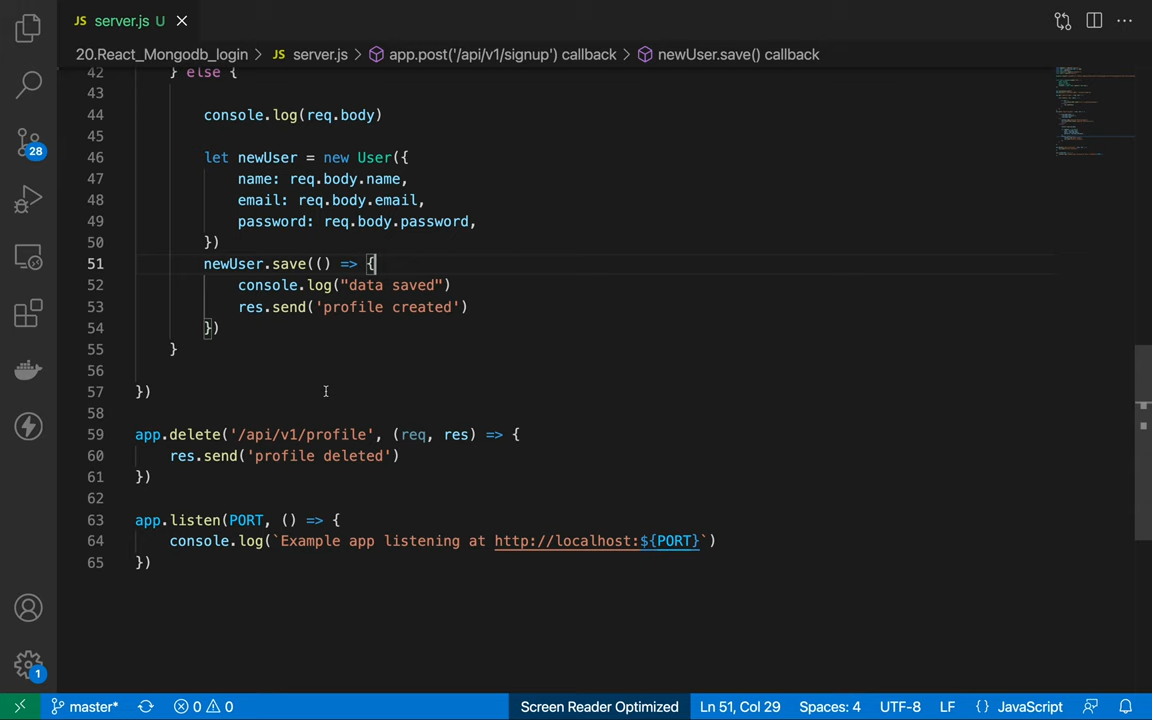 JS server.js U
20.React_Mongodb_login > JS server.js > app.post('/api/v1/signup') callback > newUser.save() callback
42 } else {
43
44 console.log(req.body)
45
46 let newUser = new User({
47 name: req.body.name,
48 email: req.body.email,
49 password: req.body.password,
50 })
51 newUser.save(() => {
52 console.log("data saved")
53 res.send('profile created')
54 })
55 }
56
57 })
58
59 app.delete('/api/v1/profile', (req, res) => {
60 res.send('profile deleted')
61 })
62
63 app.listen(PORT, () => {
64 console.log(`Example app listening at http://localhost:${PORT}`)
65 })
28
1
master* 0 0 Screen Reader Optimized Ln 51, Col 29 Spaces: 4 UTF-8 LF {} JavaScript